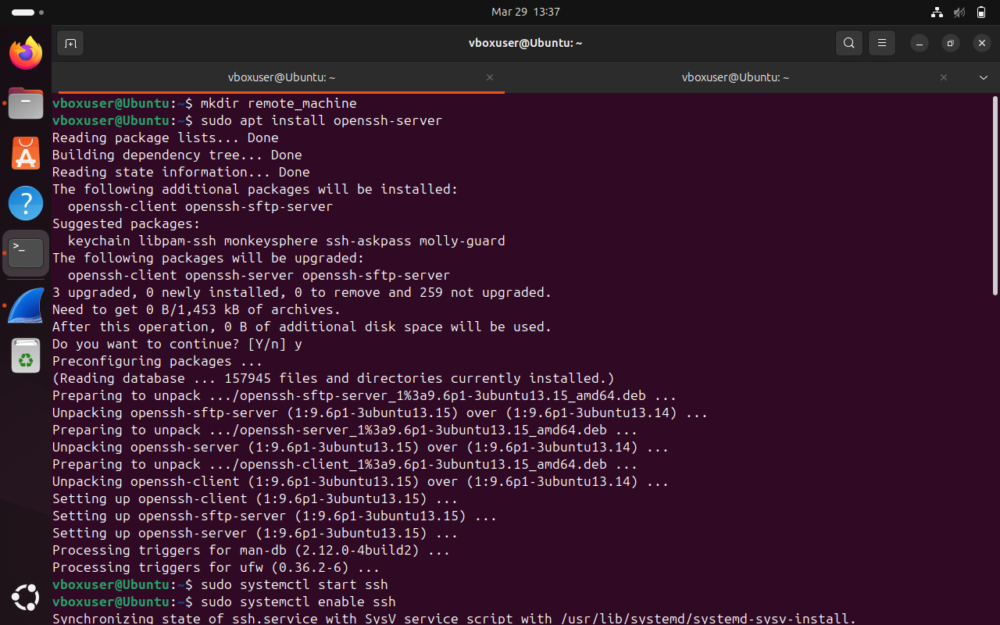 Mar 29 13:37
vboxuser@Ubuntu: ~
vboxuser@Ubuntu: ~
vboxuser@Ubuntu: ~
vboxuser@Ubuntu:~$ mkdir remote_machine
vboxuser@Ubuntu:~$ sudo apt install openssh-server
Reading package lists... Done
Building dependency tree... Done
Reading state information... Done
The following additional packages will be installed:
  openssh-client openssh-sftp-server
Suggested packages:
  keychain libpam-ssh monkeysphere ssh-askpass molly-guard
The following packages will be upgraded:
  openssh-client openssh-server openssh-sftp-server
3 upgraded, 0 newly installed, 0 to remove and 259 not upgraded.
Need to get 0 B/1,453 kB of archives.
After this operation, 0 B of additional disk space will be used.
Do you want to continue? [Y/n] y
Preconfiguring packages ...
(Reading database ... 157945 files and directories currently installed.)
Preparing to unpack .../openssh-sftp-server_1%3a9.6p1-3ubuntu13.15_amd64.deb ...
Unpacking openssh-sftp-server (1:9.6p1-3ubuntu13.15) over (1:9.6p1-3ubuntu13.14) ...
Preparing to unpack .../openssh-server_1%3a9.6p1-3ubuntu13.15_amd64.deb ...
Unpacking openssh-server (1:9.6p1-3ubuntu13.15) over (1:9.6p1-3ubuntu13.14) ...
Preparing to unpack .../openssh-client_1%3a9.6p1-3ubuntu13.15_amd64.deb ...
Unpacking openssh-client (1:9.6p1-3ubuntu13.15) over (1:9.6p1-3ubuntu13.14) ...
Setting up openssh-client (1:9.6p1-3ubuntu13.15) ...
Setting up openssh-sftp-server (1:9.6p1-3ubuntu13.15) ...
Setting up openssh-server (1:9.6p1-3ubuntu13.15) ...
Processing triggers for man-db (2.12.0-4build2) ...
Processing triggers for ufw (0.36.2-6) ...
vboxuser@Ubuntu:~$ sudo systemctl start ssh
vboxuser@Ubuntu:~$ sudo systemctl enable ssh
Synchronizing state of ssh.service with SysV service script with /usr/lib/systemd/systemd-sysv-install.